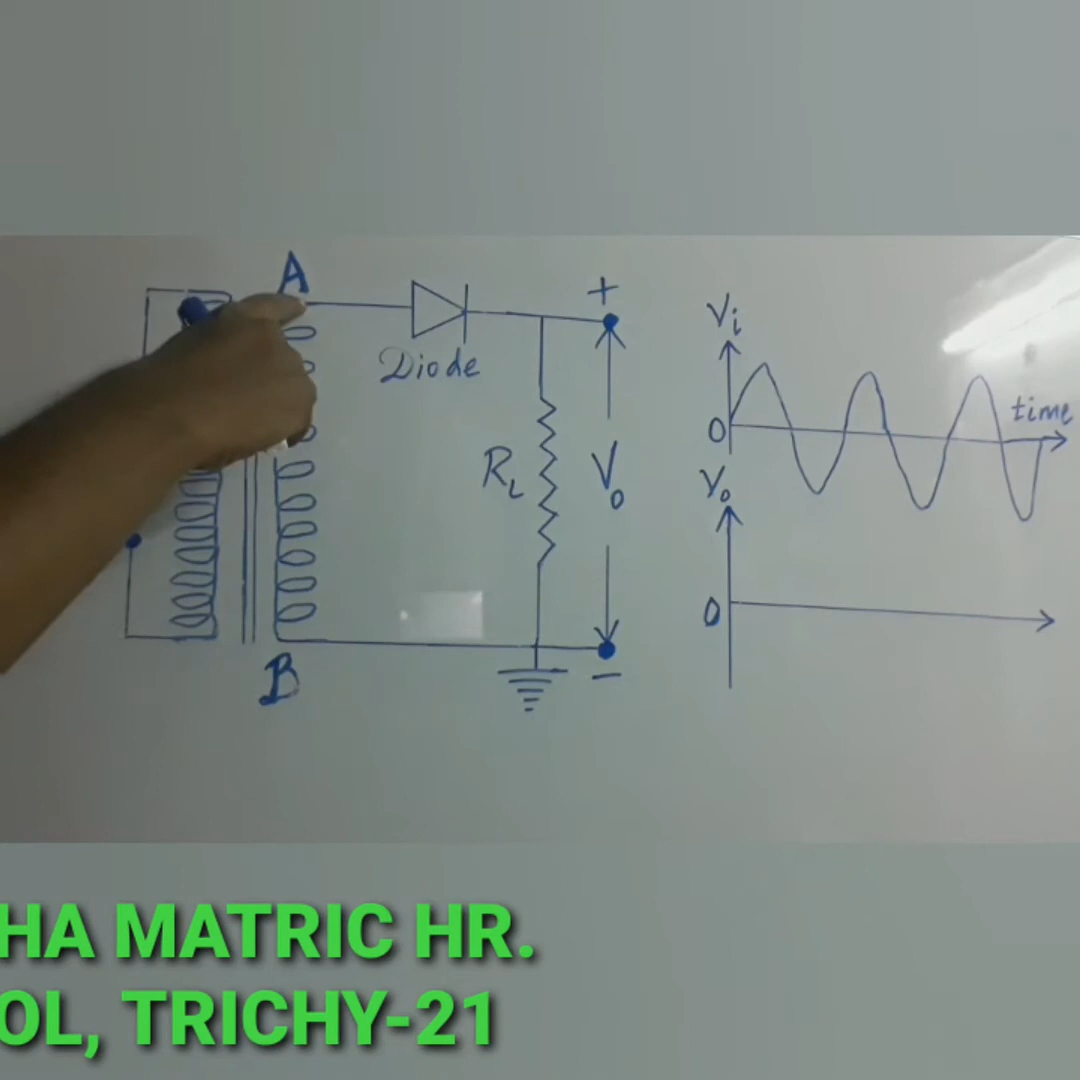 A
+
Diode
Vi
time
0
RL
Vo
Vo
0
B
−
HA MATRIC HR.
OL, TRICHY-21